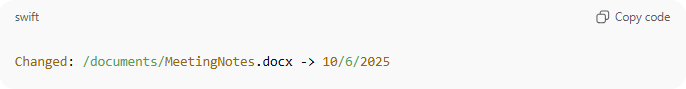 swift
Copy code
Changed: /documents/MeetingNotes.docx -> 10/6/2025